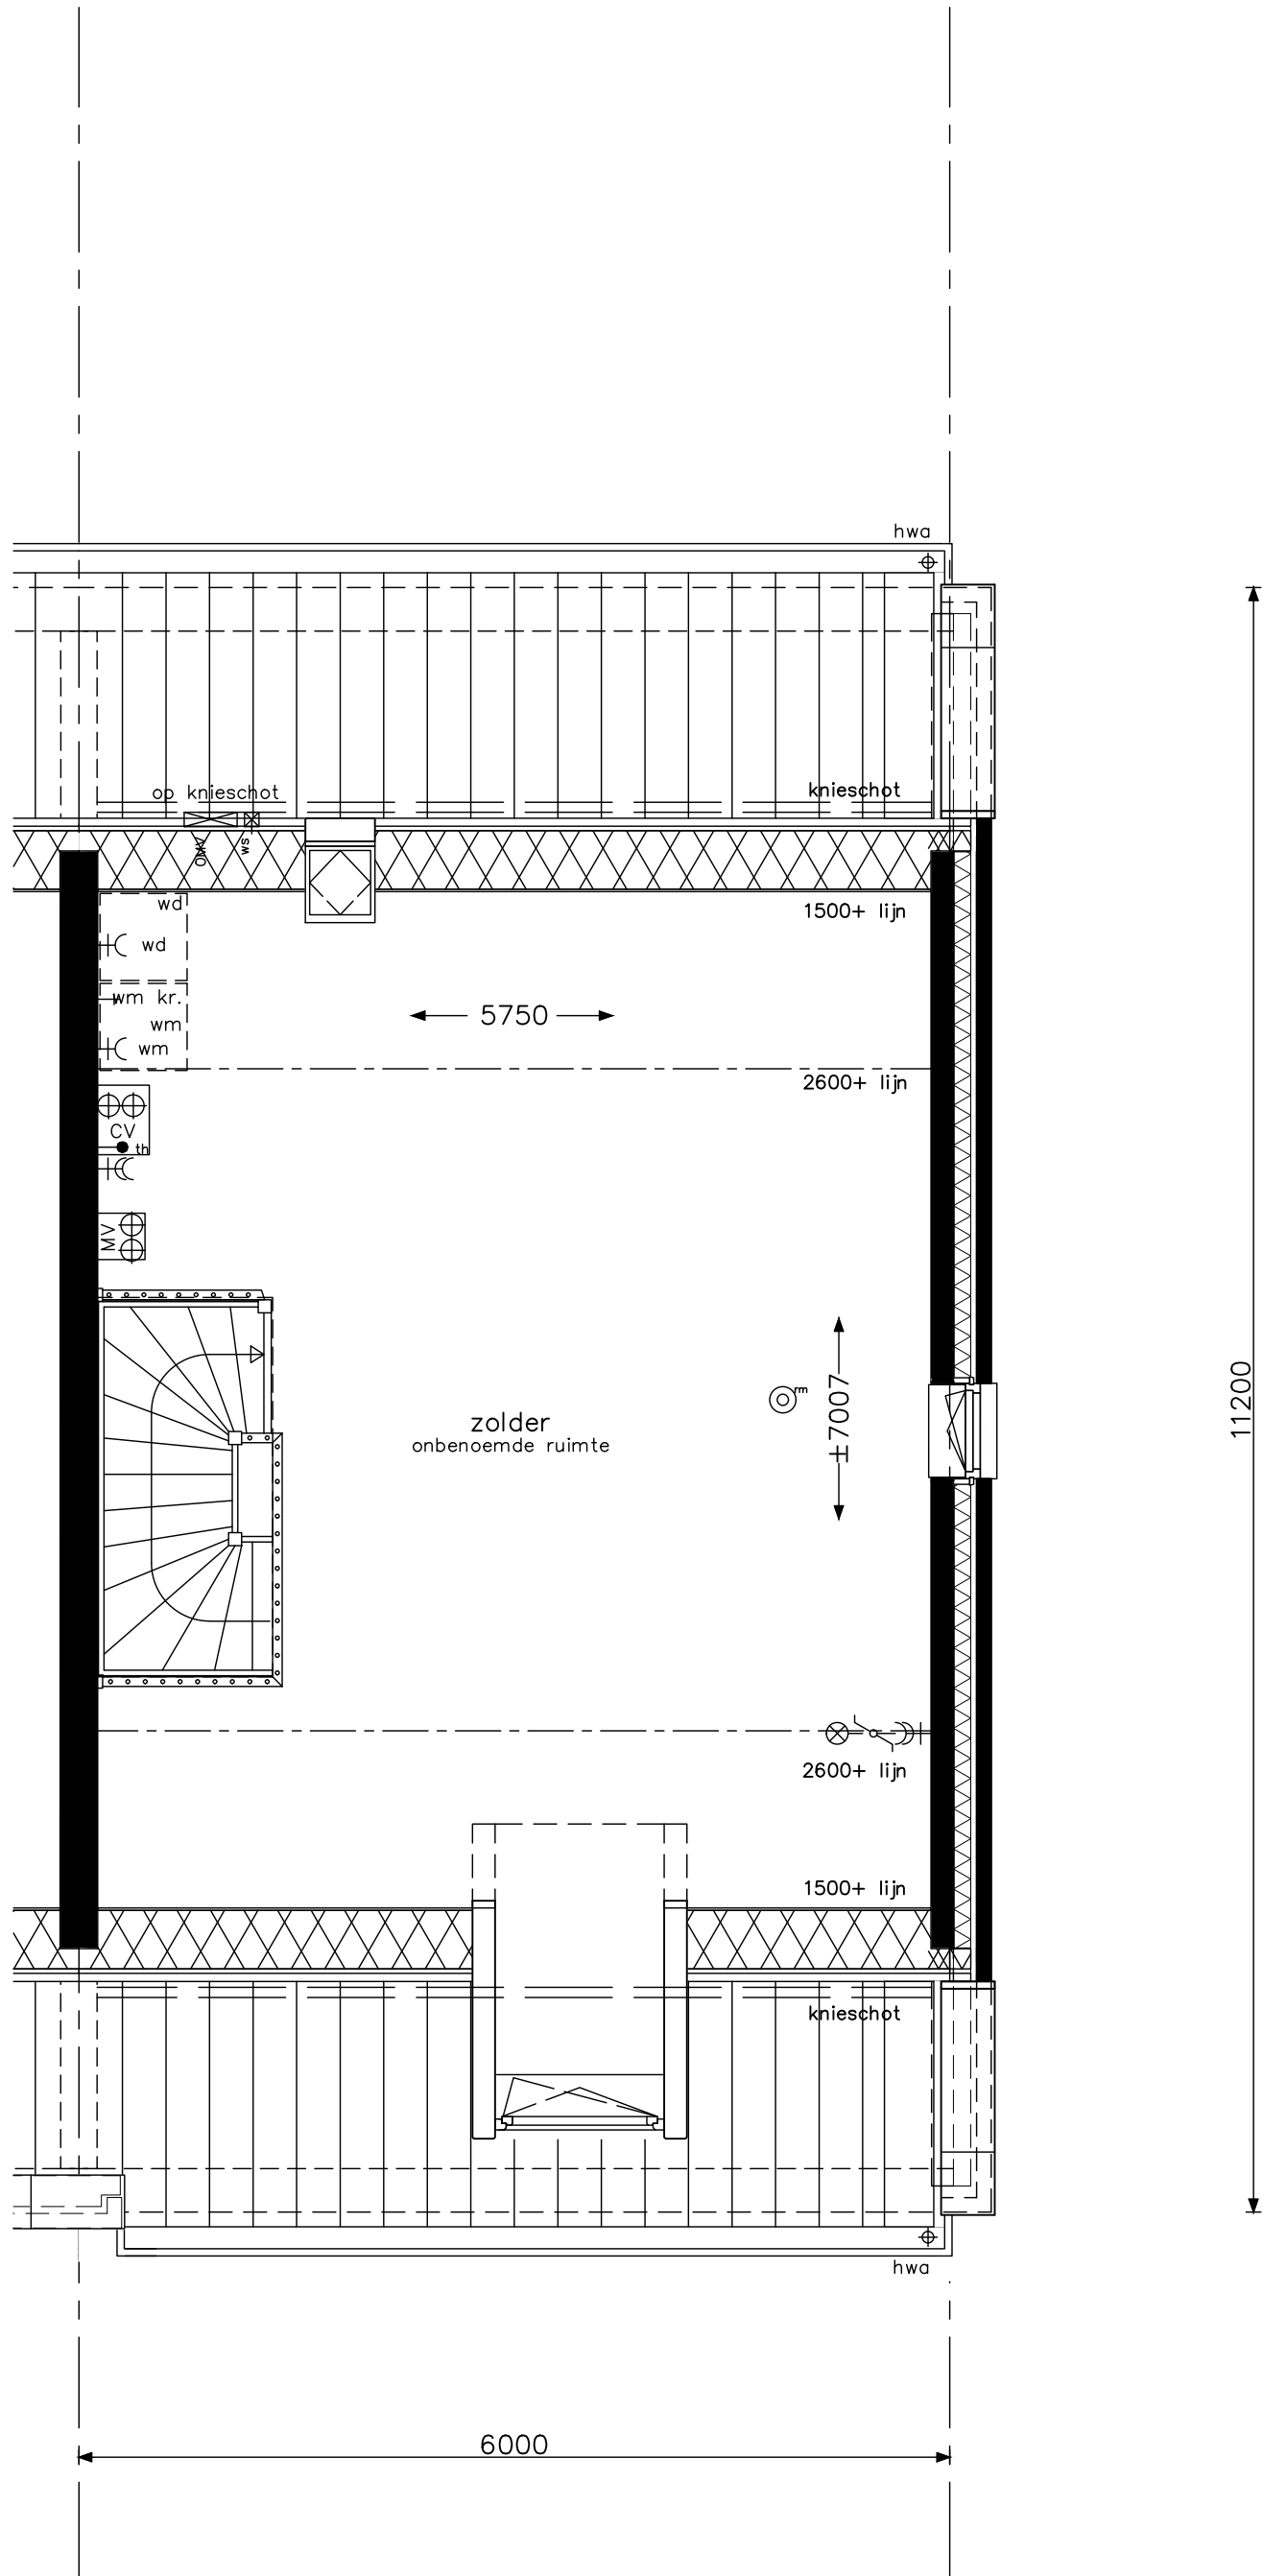 hwa
op knieschot
knieschot
OMV
ws
1500+ lijn
wd
wd
wm kr.
wm
wm
5750
2600+ lijn
CV
th
MV
zolder
onbenoemde ruimte
rm
±7007
11200
2600+ lijn
1500+ lijn
knieschot
hwa
6000